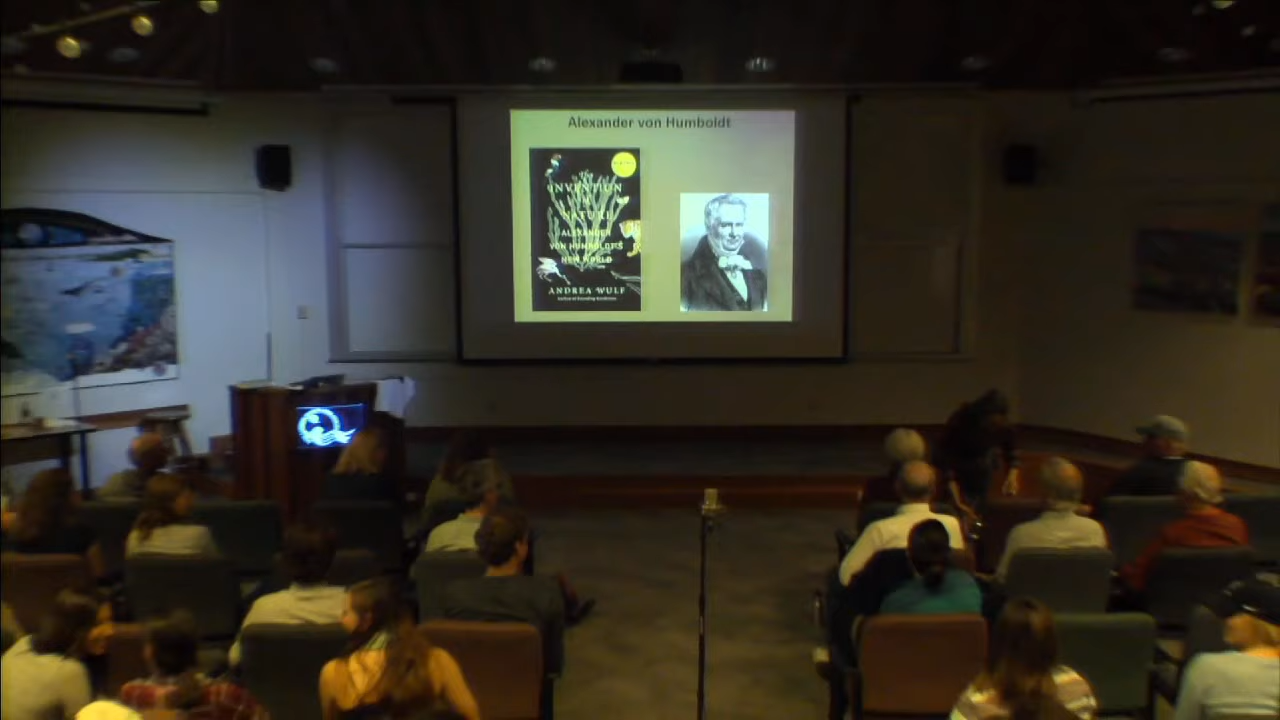 Alexander von Humboldt
The
INVENTION
of
NATURE
ALEXANDER
VON HUMBOLDT'S
NEW WORLD
ANDREA WULF